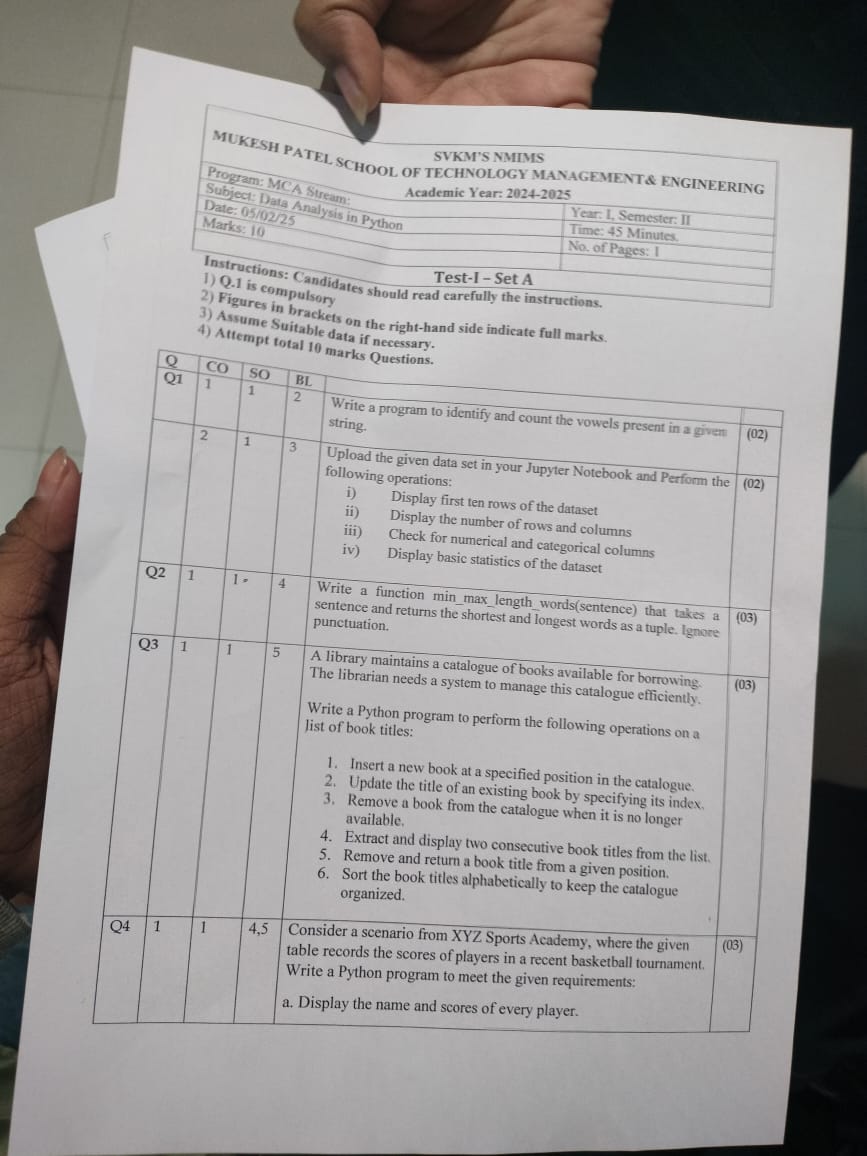 SVKM'S NMIMS
MUKESH PATEL SCHOOL OF TECHNOLOGY MANAGEMENT& ENGINEERING
Academic Year: 2024-2025
Program: MCA Stream:
Year: I, Semester: II
Subject: Data Analysis in Python
Time: 45 Minutes.
Date: 05/02/25
No. of Pages: 1
Marks: 10
Test-I – Set A
Instructions: Candidates should read carefully the instructions.
1) Q.1 is compulsory
2) Figures in brackets on the right-hand side indicate full marks.
3) Assume Suitable data if necessary.
4) Attempt total 10 marks Questions.
Q CO SO BL
Q1 1 1 2 Write a program to identify and count the vowels present in a given (02)
string.
2 1 3 Upload the given data set in your Jupyter Notebook and Perform the (02)
following operations:
i) Display first ten rows of the dataset
ii) Display the number of rows and columns
iii) Check for numerical and categorical columns
iv) Display basic statistics of the dataset
Q2 1 1 4 Write a function min_max_length_words(sentence) that takes a (03)
sentence and returns the shortest and longest words as a tuple. Ignore
punctuation.
Q3 1 1 5 A library maintains a catalogue of books available for borrowing. (03)
The librarian needs a system to manage this catalogue efficiently.
Write a Python program to perform the following operations on a
list of book titles:
1. Insert a new book at a specified position in the catalogue.
2. Update the title of an existing book by specifying its index.
3. Remove a book from the catalogue when it is no longer
available.
4. Extract and display two consecutive book titles from the list.
5. Remove and return a book title from a given position.
6. Sort the book titles alphabetically to keep the catalogue
organized.
Q4 1 1 4,5 Consider a scenario from XYZ Sports Academy, where the given (03)
table records the scores of players in a recent basketball tournament.
Write a Python program to meet the given requirements:
a. Display the name and scores of every player.